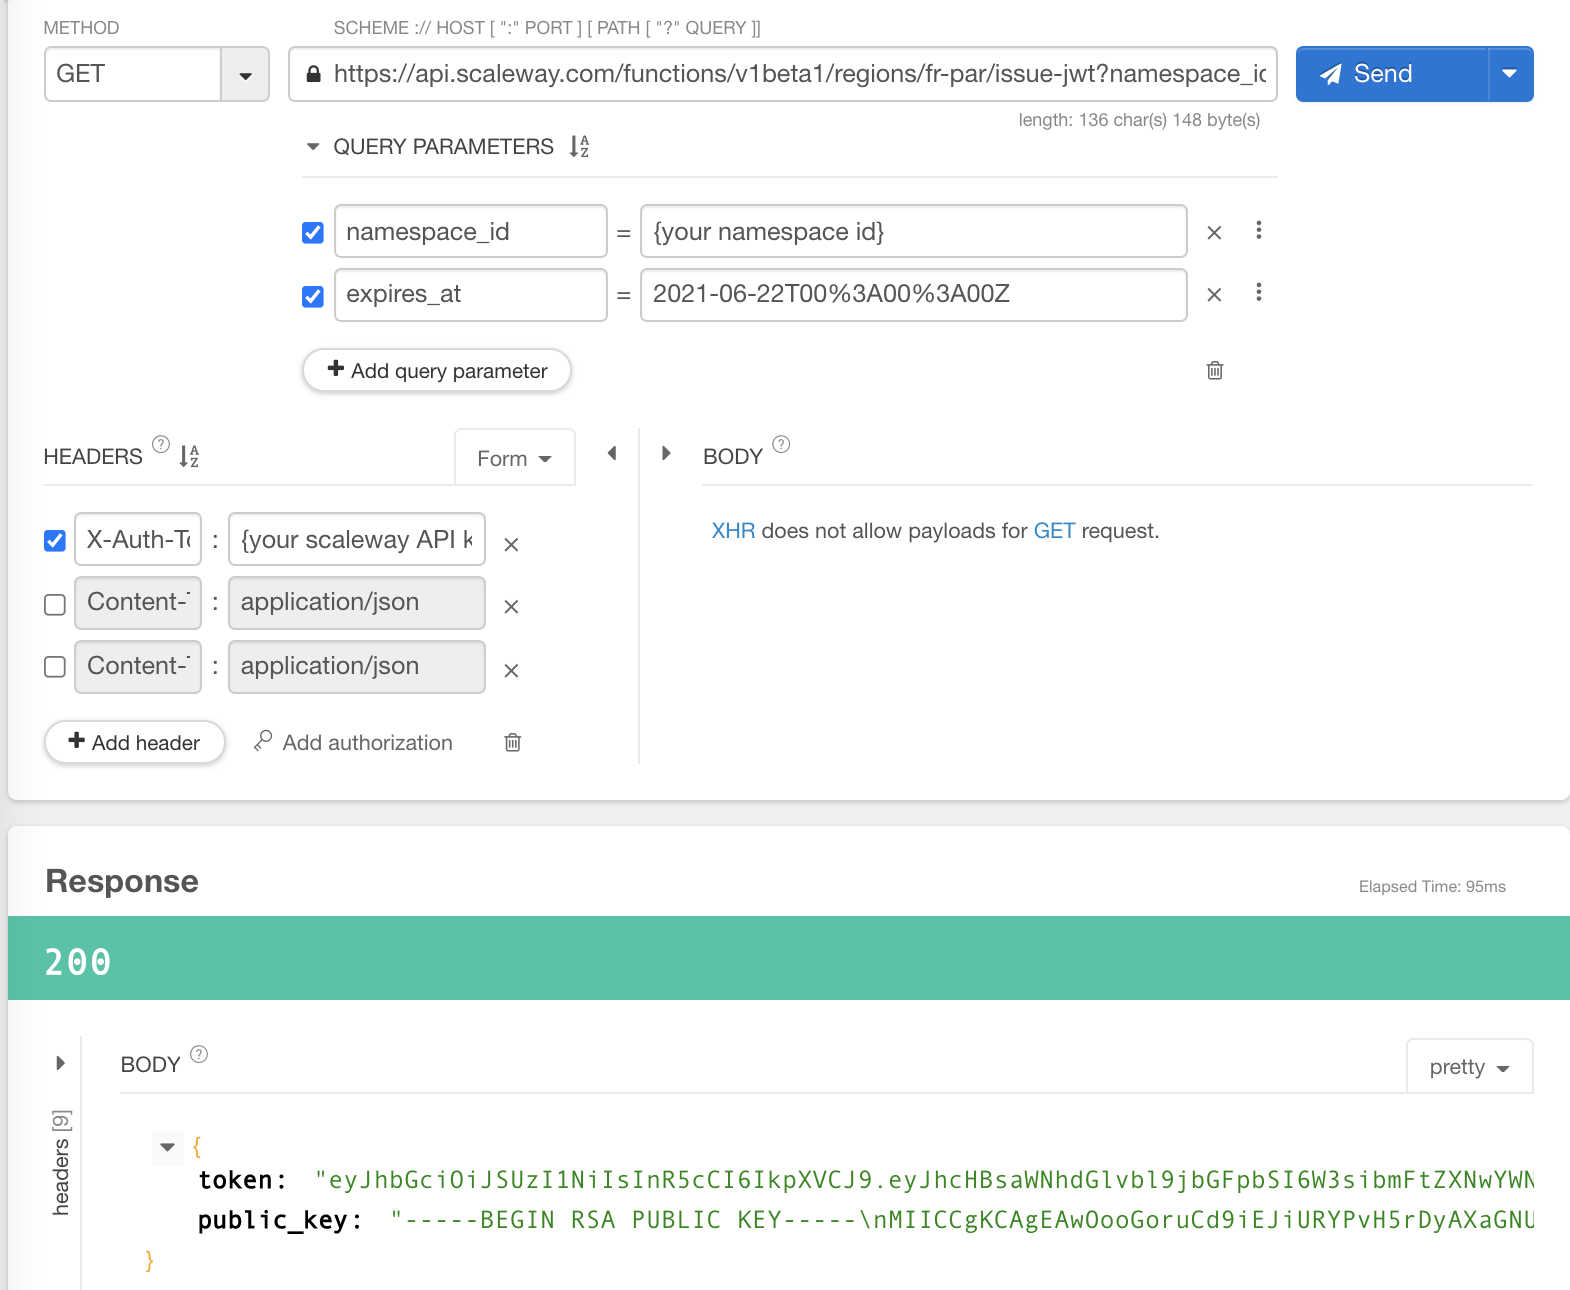 METHOD
SCHEME :// HOST [ ":" PORT ] [ PATH [ "?" QUERY ]]
GET
https://api.scaleway.com/functions/v1beta1/regions/fr-par/issue-jwt?namespace_ic
Send
length: 136 char(s) 148 byte(s)
QUERY PARAMETERS
namespace_id = {your namespace id}
expires_at = 2021-06-22T00%3A00%3A00Z
Add query parameter
HEADERS
Form
X-Auth-To : {your scaleway API k
Content-T : application/json
Content-T : application/json
Add header
Add authorization
BODY
XHR does not allow payloads for GET request.
Response
Elapsed Time: 95ms
200
headers [9]
BODY
pretty
{
token: "eyJhbGciOiJSUzI1NiIsInR5cCI6IkpXVCJ9.eyJhcHBsaWNhdGlvbl9jbGFpbSI6W3sibmFtZXNwYWN
public_key: "-----BEGIN RSA PUBLIC KEY-----\nMIICCgKCAgEAwOooGoruCd9iEJiURYPvH5rDyAXaGNU
}